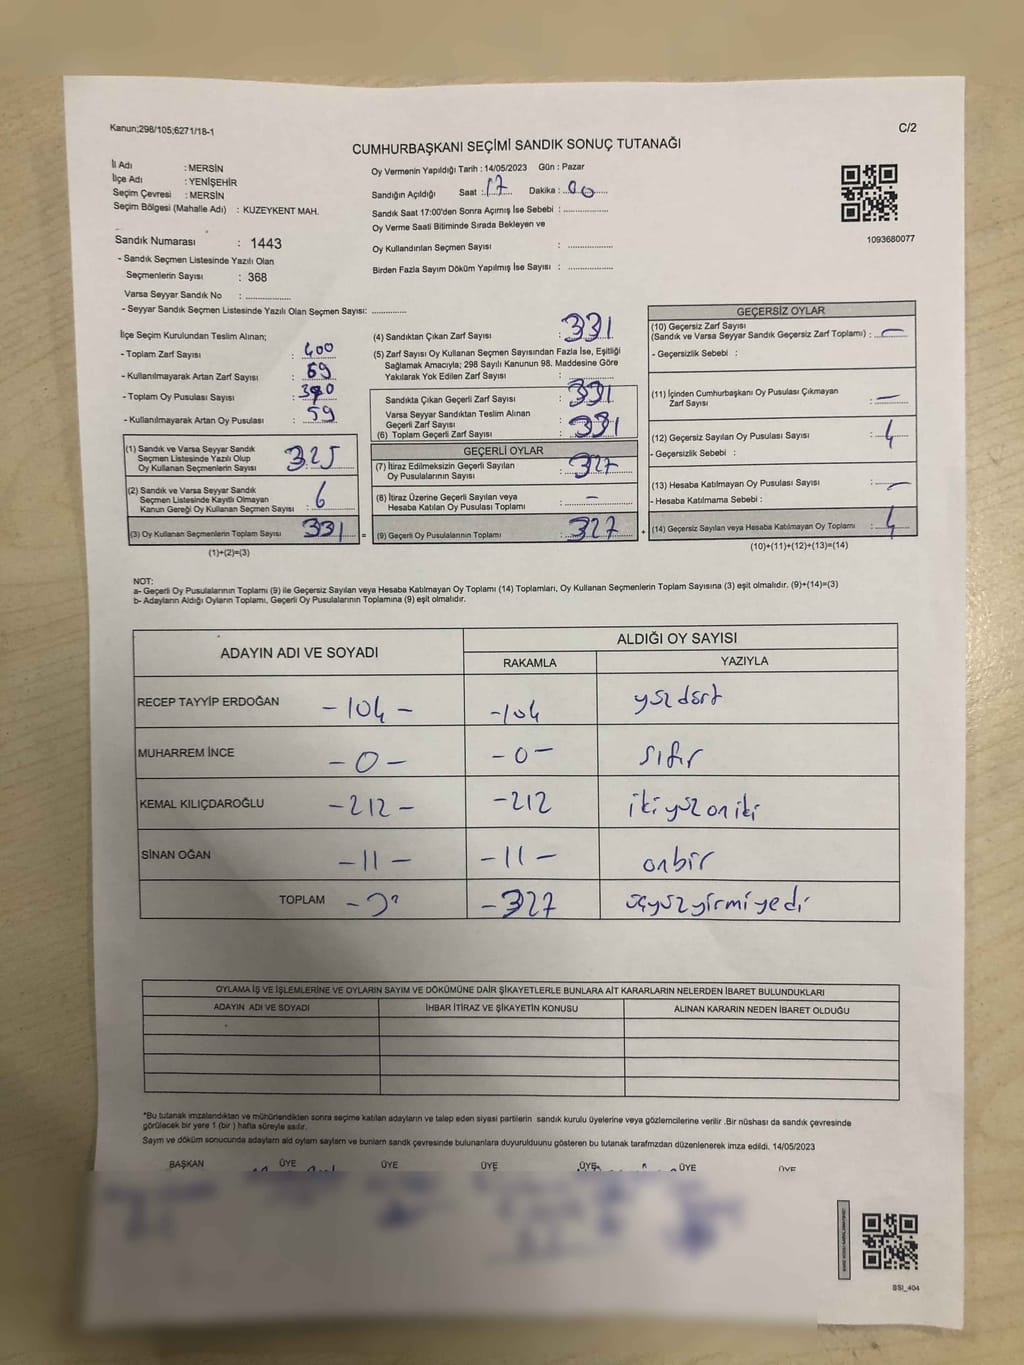 Kanun;298/105;6271/18-1
C/2
CUMHURBAŞKANI SEÇİMİ SANDIK SONUÇ TUTANAĞI
İl Adı : MERSİN
İlçe Adı : YENİŞEHİR
Seçim Çevresi : MERSİN
Seçim Bölgesi (Mahalle Adı) : KUZEYKENT MAH.
Oy Vermenin Yapıldığı Tarih : 14/05/2023 Gün : Pazar
Sandığın Açıldığı Saat : 17 Dakika : 00
Sandık Saat 17:00'den Sonra Açımış İse Sebebi : ..................
Oy Verme Saati Bitiminde Sırada Bekleyen ve
Oy Kullandırılan Seçmen Sayısı : ..................
Birden Fazla Sayım Döküm Yapılmış İse Sayısı : ..................
1093680077
Sandık Numarası : 1443
- Sandık Seçmen Listesinde Yazılı Olan
Seçmenlerin Sayısı : 368
Varsa Seyyar Sandık No : ..................
- Seyyar Sandık Seçmen Listesinde Yazılı Olan Seçmen Sayısı: ..............
İlçe Seçim Kurulundan Teslim Alınan;
- Toplam Zarf Sayısı : 400
- Kullanılmayarak Artan Zarf Sayısı : 69
- Toplam Oy Pusulası Sayısı : 390
- Kullanılmayarak Artan Oy Pusulası : 59
(1) Sandık ve Varsa Seyyar Sandık
Seçmen Listesinde Yazılı Olup
Oy Kullanan Seçmenlerin Sayısı : 325
(2) Sandık ve Varsa Seyyar Sandık
Seçmen Listesinde Kayıtlı Olmayan
Kanun Gereği Oy Kullanan Seçmen Sayısı : 6
(3) Oy Kullanan Seçmenlerin Toplam Sayısı : 331
(1)+(2)=(3)
(4) Sandıktan Çıkan Zarf Sayısı : 331
(5) Zarf Sayısı Oy Kullanan Seçmen Sayısından Fazla İse, Eşitliği
Sağlamak Amacıyla; 298 Sayılı Kanunun 98. Maddesine Göre
Yakılarak Yok Edilen Zarf Sayısı : ..............
Sandıkta Çıkan Geçerli Zarf Sayısı : 331
Varsa Seyyar Sandıktan Teslim Alınan
Geçerli Zarf Sayısı :
(6) Toplam Geçerli Zarf Sayısı : 331
GEÇERLİ OYLAR
(7) İtiraz Edilmeksizin Geçerli Sayılan
Oy Pusulalarının Sayısı : 327
(8) İtiraz Üzerine Geçerli Sayılan veya
Hesaba Katılan Oy Pusulası Toplamı : -
= (9) Geçerli Oy Pusulalarının Toplamı : 327 +
GEÇERSİZ OYLAR
(10) Geçersiz Zarf Sayısı
(Sandık ve Varsa Seyyar Sandık Geçersiz Zarf Toplamı) : -
- Geçersizlik Sebebi :
(11) İçinden Cumhurbaşkanı Oy Pusulası Çıkmayan
Zarf Sayısı : -
(12) Geçersiz Sayılan Oy Pusulası Sayısı : 4
- Geçersizlik Sebebi :
(13) Hesaba Katılmayan Oy Pusulası Sayısı : -
- Hesaba Katılmama Sebebi :
(14) Geçersiz Sayılan veya Hesaba Katılmayan Oy Toplamı : 4
(10)+(11)+(12)+(13)=(14)
NOT:
a- Geçerli Oy Pusulalarının Toplamı (9) ile Geçersiz Sayılan veya Hesaba Katılmayan Oy Toplamı (14) Toplamları, Oy Kullanan Seçmenlerin Toplam Sayısına (3) eşit olmalıdır. (9)+(14)=(3)
b- Adayların Aldığı Oyların Toplamı, Geçerli Oy Pusulalarının Toplamına (9) eşit olmalıdır.
ADAYIN ADI VE SOYADI
ALDIĞI OY SAYISI
RAKAMLA YAZIYLA
RECEP TAYYİP ERDOĞAN - 104 - -104 yüzdört
MUHARREM İNCE - 0 - - 0 - sıfır
KEMAL KILIÇDAROĞLU -212 - -212 ikiyüzoniki
SİNAN OĞAN -11 - -11 - onbir
TOPLAM -327 üçyüzyirmiyedi
OYLAMA İŞ VE İŞLEMLERİNE VE OYLARIN SAYIM VE DÖKÜMÜNE DAİR ŞİKAYETLERLE BUNLARA AİT KARARLARIN NELERDEN İBARET BULUNDUKLARI
ADAYIN ADI VE SOYADI İHBAR İTİRAZ VE ŞİKAYETİN KONUSU ALINAN KARARIN NEDEN İBARET OLDUĞU
*Bu tutanak imzalandıktan ve mühürlendikten sonra seçime katılan adayların ve talep eden siyasi partilerin sandık kurulu üyelerine veya gözlemcilerine verilir .Bir nüshası da sandık çevresinde
görülecek bir yere 1 (bir ) hafta süreyle asılır.
Sayım ve döküm sonucunda adayların ald oyların sayların ve bunların sandk çevresinde bulunanlara duyurulduunu gösteren bu tutanak tarafmzdan düzenlenerek imza edildi. 14/05/2023
BAŞKAN ÜYE ÜYE ÜYE ÜYE ÜYE ÜYE
SSI_404